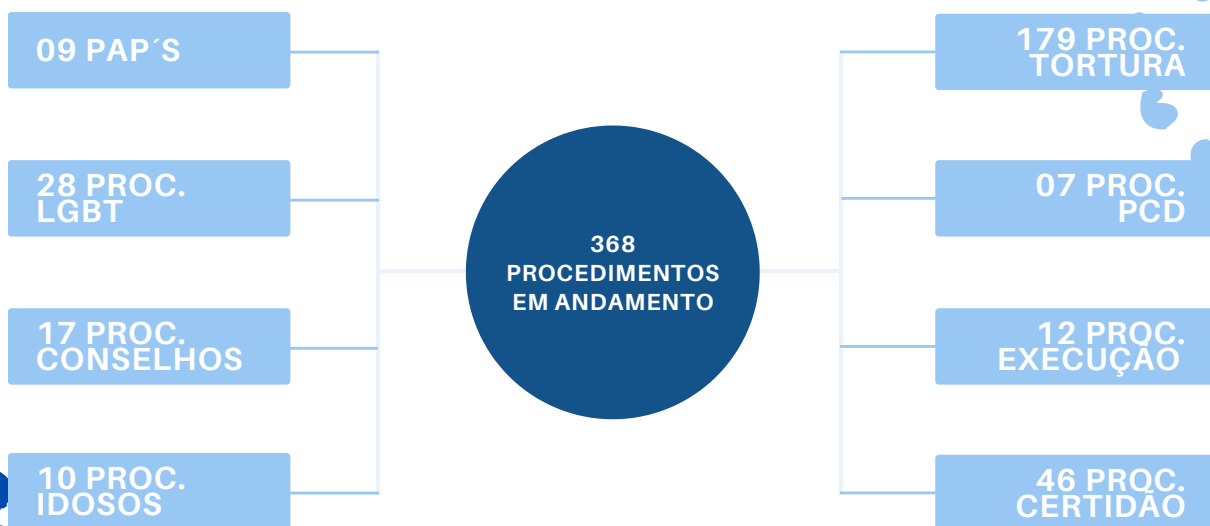 09 PAP´S
28 PROC.
LGBT
17 PROC.
CONSELHOS
10 PROC.
IDOSOS
368
PROCEDIMENTOS
EM ANDAMENTO
179 PROC.
TORTURA
07 PROC.
PCD
12 PROC.
EXECUÇÃO
46 PROC.
CERTIDÃO